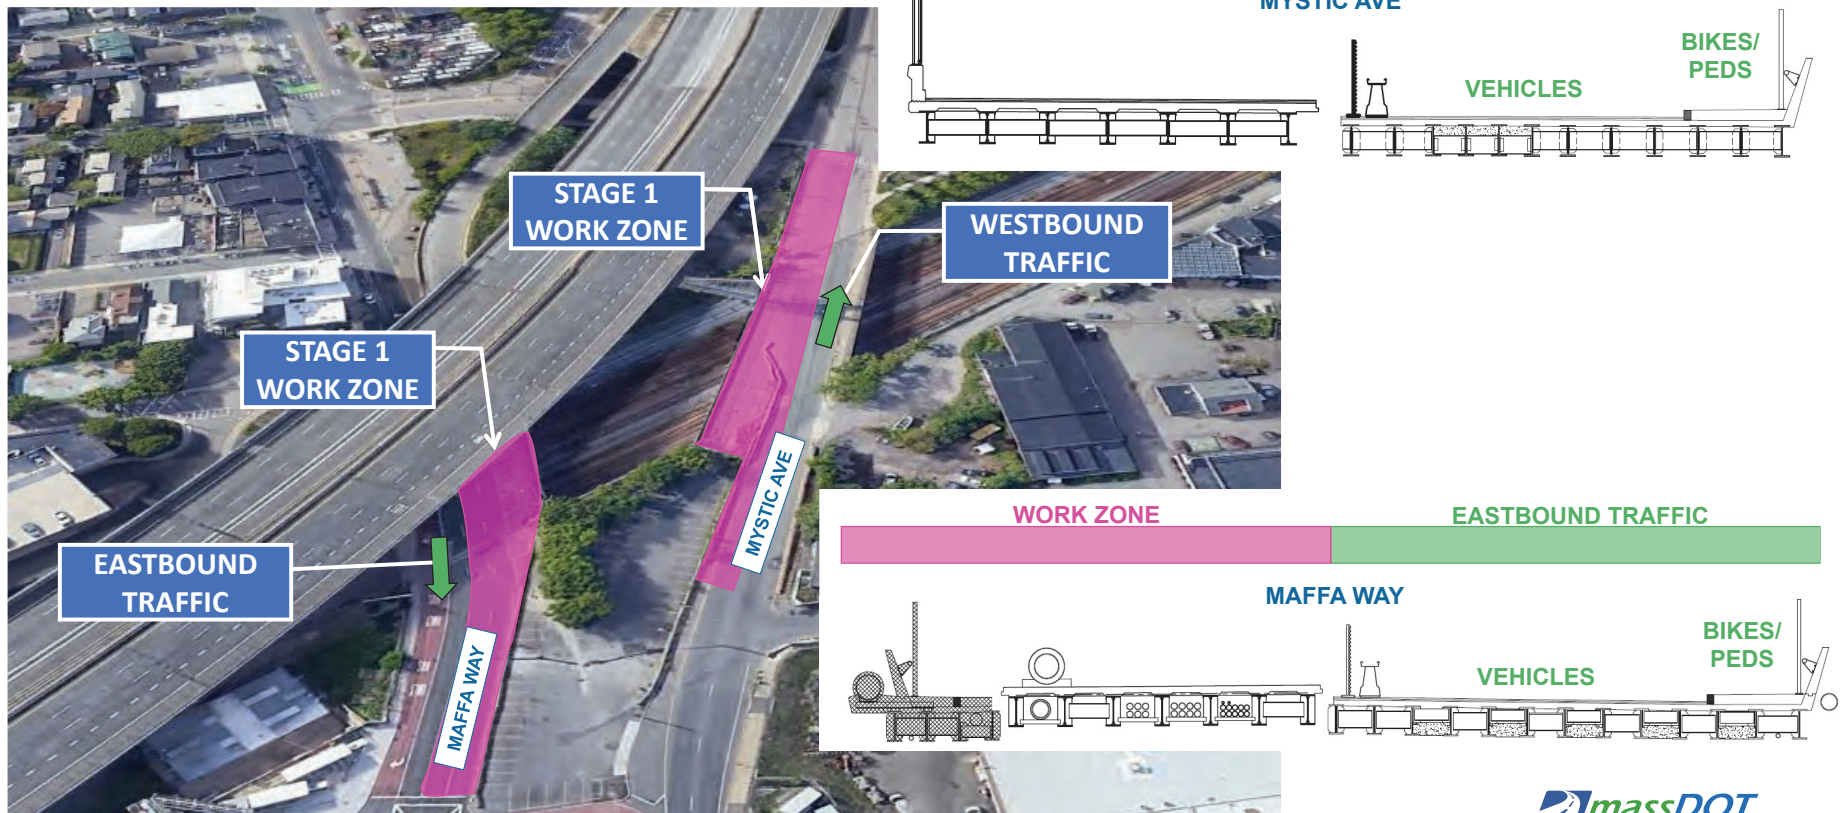 MYSTIC AVE
BIKES/
PEDS
VEHICLES
STAGE 1
WORK ZONE
WESTBOUND
TRAFFIC
STAGE 1
WORK ZONE
MYSTIC AVE
EASTBOUND
TRAFFIC
MAFFA WAY
WORK ZONE
EASTBOUND TRAFFIC
MAFFA WAY
BIKES/
PEDS
VEHICLES
massDOT